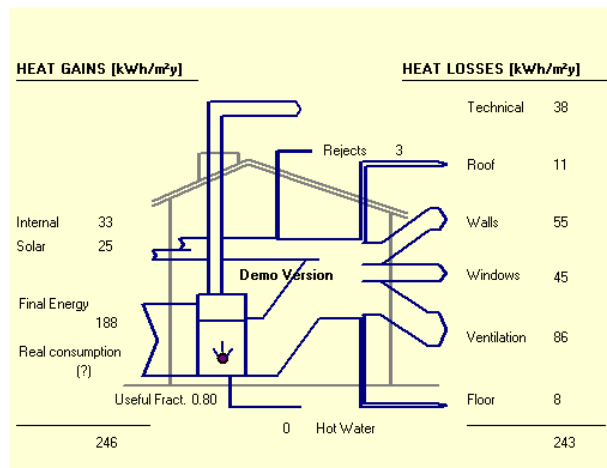 HEAT GAINS [kWh/m²y]
HEAT LOSSES [kWh/m²y]
Technical 38
Rejects 3
Roof 11
Internal 33
Walls 55
Solar 25
Demo Version
Windows 45
Final Energy
188
Real consumption
(?)
Ventilation 86
Useful Fract. 0.80
Floor 8
0 Hot Water
246
243